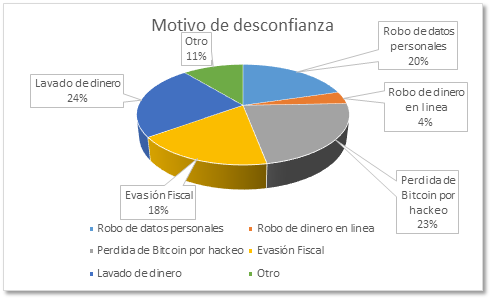 Motivo de desconfianza
Otro
11%
Robo de datos
personales
20%
Lavado de dinero
24%
Robo de dinero
en linea
4%
Perdida de
Bitcoin por
hackeo
23%
Evasión Fiscal
18%
Robo de datos personales
Robo de dinero en linea
Perdida de Bitcoin por hackeo
Evasión Fiscal
Lavado de dinero
Otro